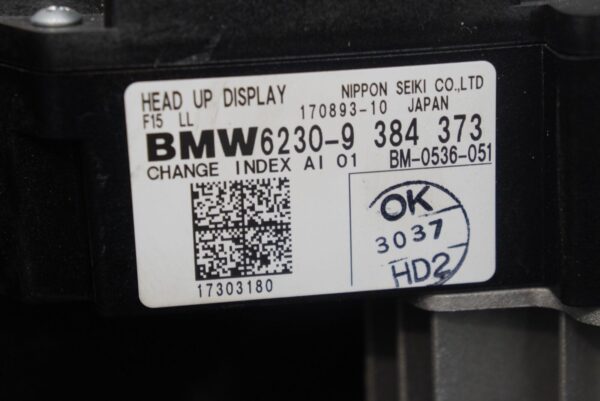 HEAD UP DISPLAY NIPPON SEIKI CO.,LTD
F15 LL 170893-10 JAPAN
BMW6230-9 384 373
CHANGE INDEX AI 01 BM-0536-051
OK
3037
HD2
17303180